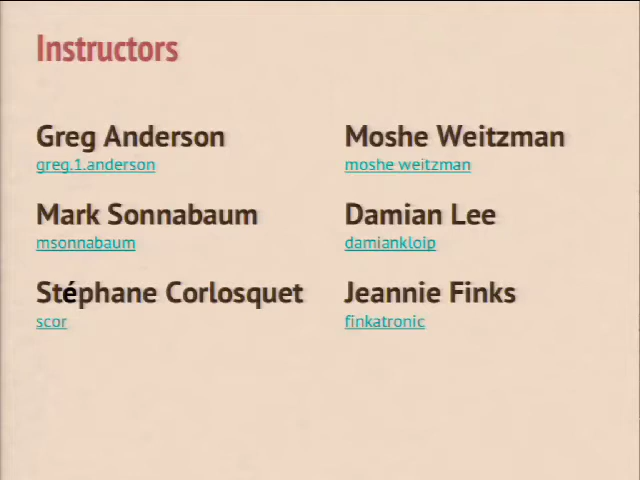 Instructors
Greg Anderson
greg.1.anderson
Mark Sonnabaum
msonnabaum
Stéphane Corlosquet
scor
Moshe Weitzman
moshe weitzman
Damian Lee
damiankloip
Jeannie Finks
finkatronic